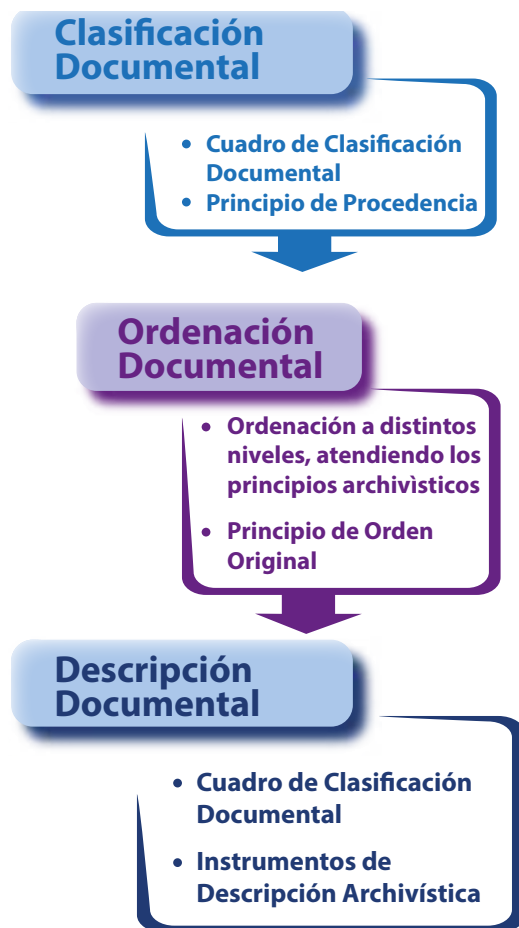 Clasificación
Documental
• Cuadro de Clasificación
Documental
• Principio de Procedencia
Ordenación
Documental
• Ordenación a distintos
niveles, atendiendo los
principios archivìsticos
• Principio de Orden
Original
Descripción
Documental
• Cuadro de Clasificación
Documental
• Instrumentos de
Descripción Archivística